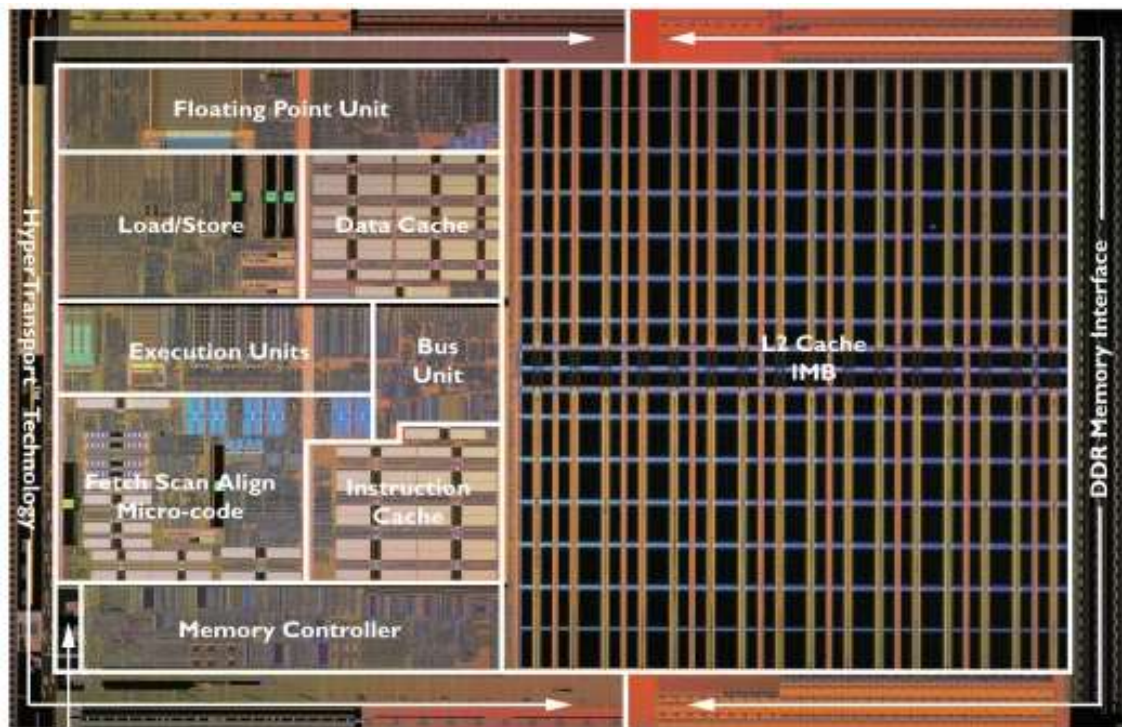 Floating Point Unit
Load/Store
Data Cache
HyperTransport™ Technology
Execution Units
Bus
Unit
L2 Cache
IMB
DDR Memory Interface
Fetch Scan Align
Micro-code
Instruction
Cache
Memory Controller